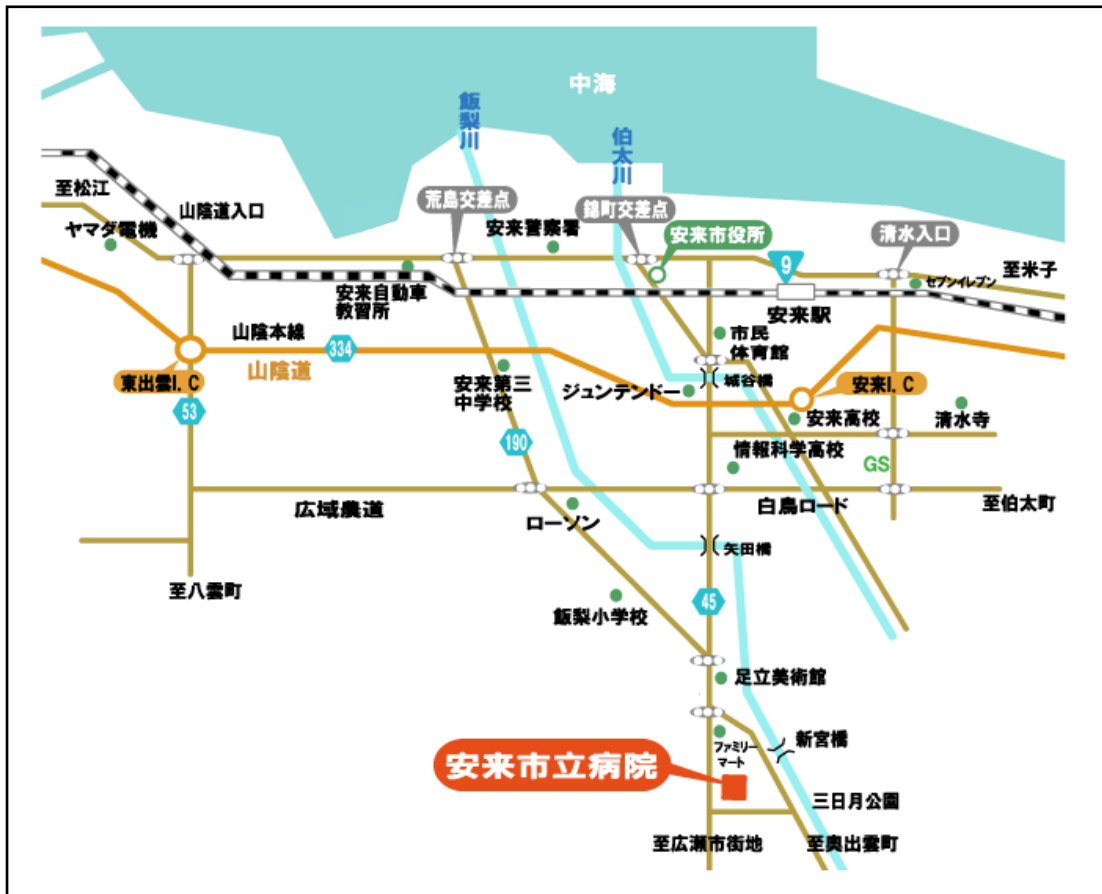 中海
飯梨川
伯太川
至松江
山陰道入口
荒島交差点
錦町交差点
ヤマダ電機
安来警察署
安来市役所
清水入口
9
至米子
セブンイレブン
安来自動車
教習所
安来駅
山陰本線
334
市民
体育館
山陰道
東出雲I.C
安来第三
中学校
城谷橋
ジュンテンドー
安来I.C
53
安来高校
清水寺
190
情報科学高校
GS
広域農道
ローソン
白鳥ロード
至伯太町
矢田橋
至八雲町
飯梨小学校
45
足立美術館
新宮橋
ファミリー
マート
安来市立病院
三日月公園
至広瀬市街地
至奥出雲町